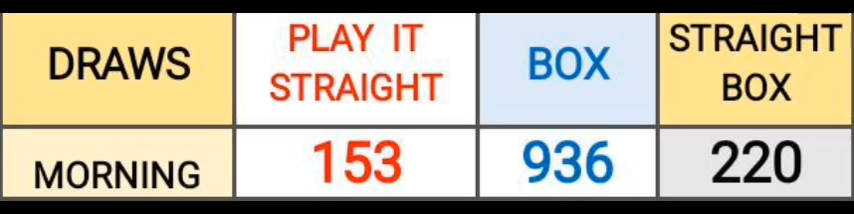 DRAWS
PLAY IT
STRAIGHT
BOX
STRAIGHT
BOX
MORNING
153
936
220